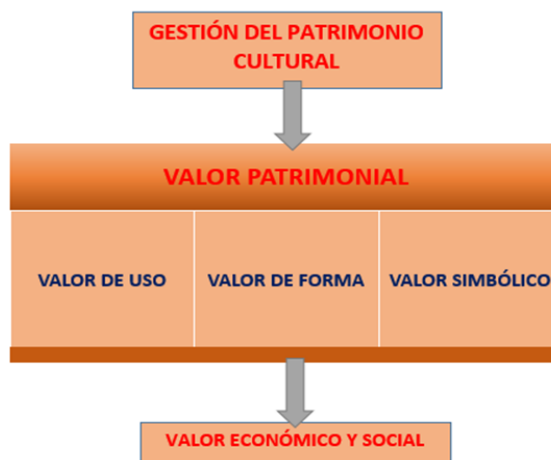 GESTIÓN DEL PATRIMONIO
CULTURAL
VALOR PATRIMONIAL
VALOR DE USO
VALOR DE FORMA
VALOR SIMBÓLICO
VALOR ECONÓMICO Y SOCIAL